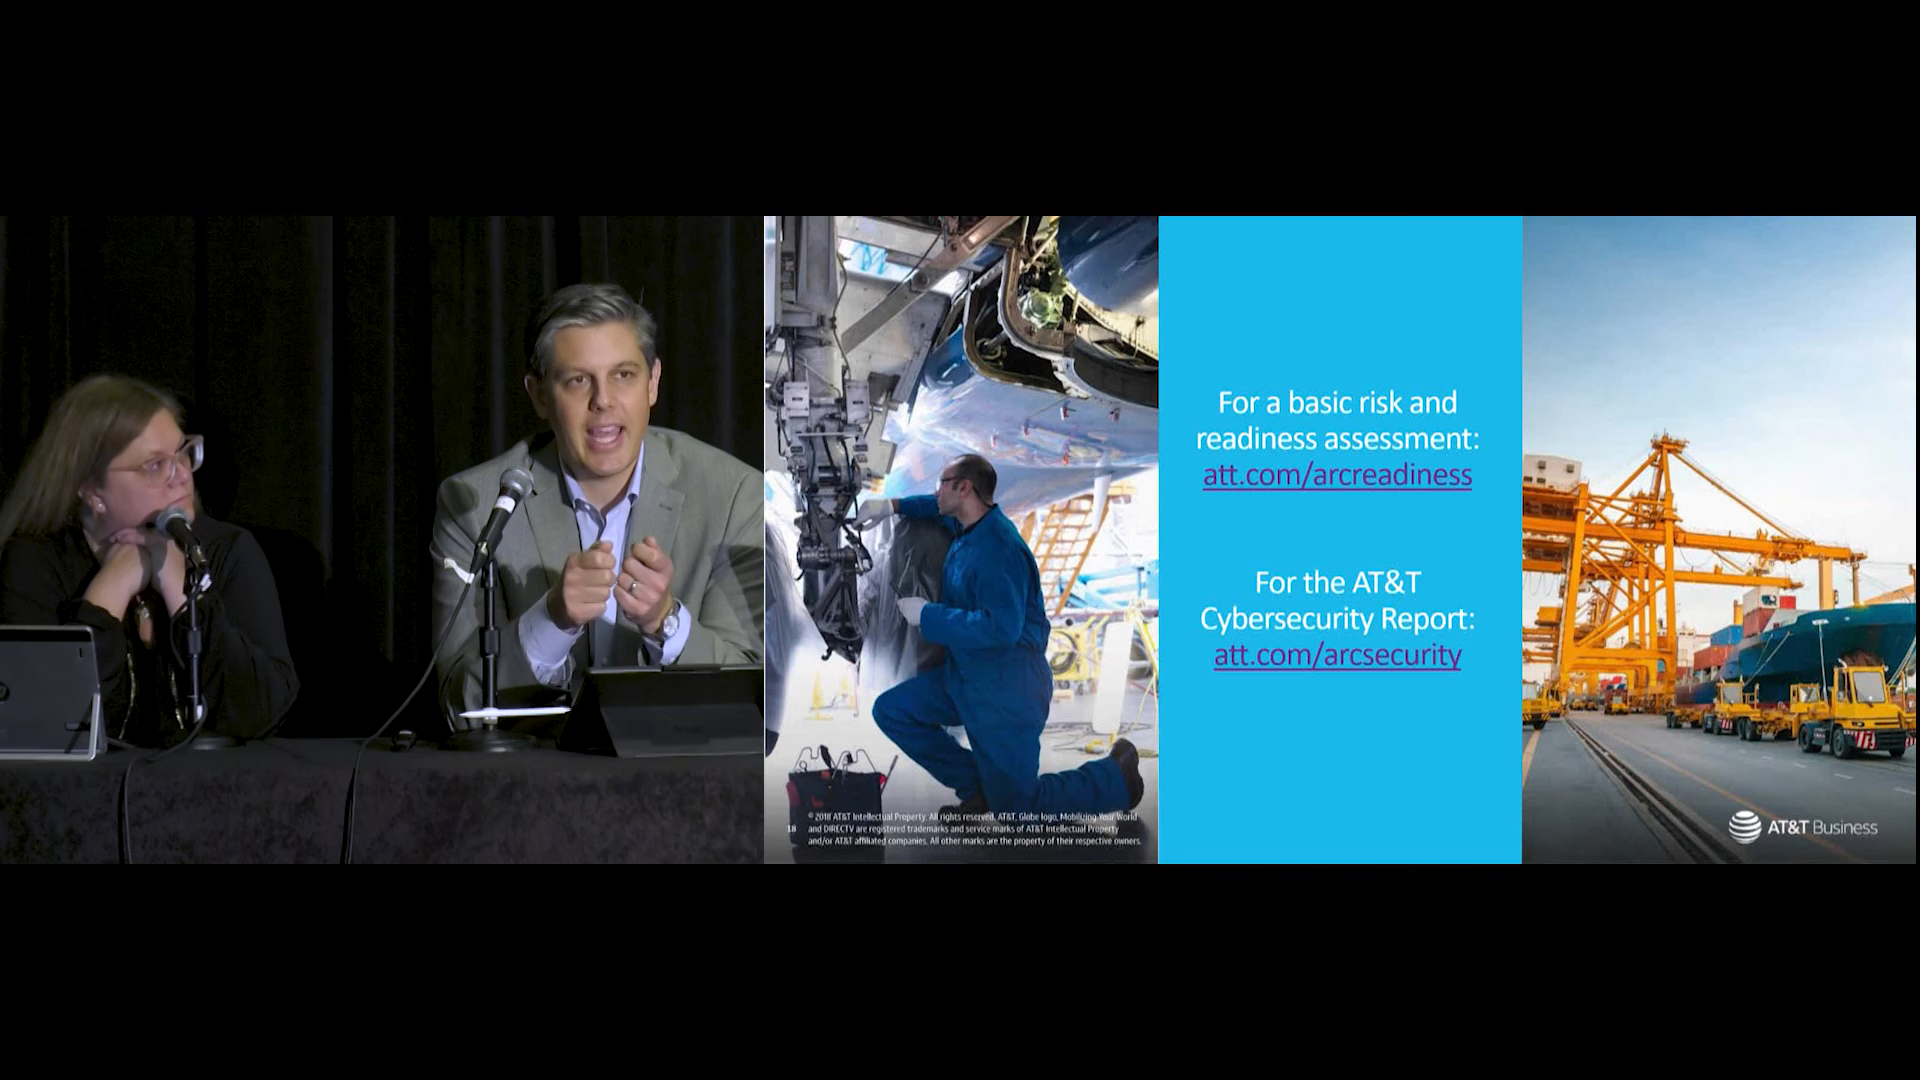 For a basic risk and
readiness assessment:
att.com/arcreadiness
For the AT&T
Cybersecurity Report:
att.com/arcsecurity
18
© 2018 AT&T Intellectual Property. All rights reserved. AT&T, Globe logo, Mobilizing Your World
and DIRECTV are registered trademarks and service marks of AT&T Intellectual Property
and/or AT&T affiliated companies. All other marks are the property of their respective owners.
AT&T Business